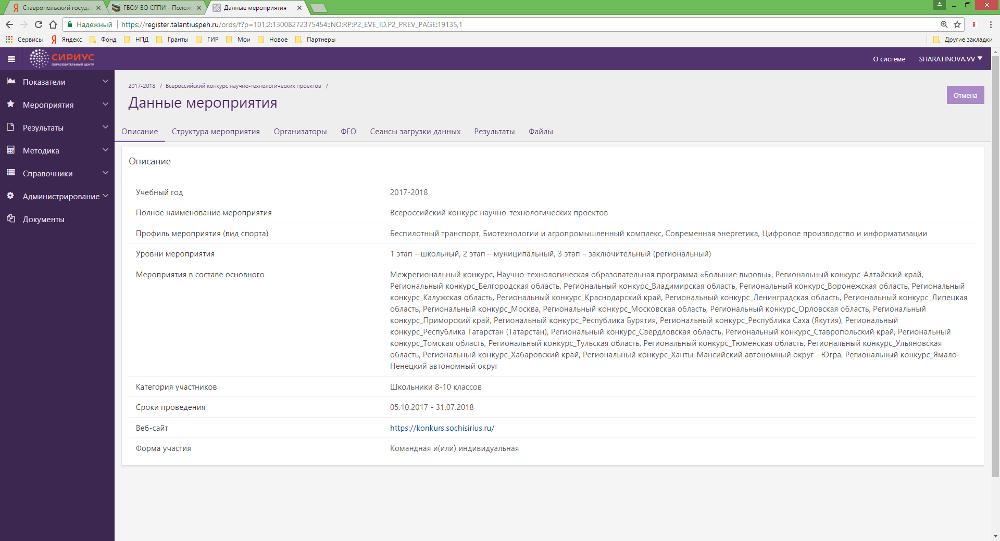 Ставропольский государ
ГБОУ ВО СГПИ - Полож
Данные мероприятия
Надежный
https://register.talantiuspeh.ru/ords/f?p=101:2:13008272375454::NO:RP:P2_EVE_ID,P2_PREV_PAGE:19135,1
Сервисы Яндекс Фонд НПД Гранты ГИР Мои Новое Партнеры Другие закладки
СИРИУС
ОБРАЗОВАТЕЛЬНЫЙ ЦЕНТР
О системе SHARATINOVA.VV
Показатели
Мероприятия
Результаты
Методика
Справочники
Администрирование
Документы
2017-2018 / Всероссийский конкурс научно-технологических проектов /
Данные мероприятия
Отмена
Описание Структура мероприятия Организаторы ФГО Сеансы загрузки данных Результаты Файлы
Описание
Учебный год 2017-2018
Полное наименование мероприятия Всероссийский конкурс научно-технологических проектов
Профиль мероприятия (вид спорта) Беспилотный транспорт, Биотехнологии и агропромышленный комплекс, Современная энергетика, Цифровое производство и информатизации
Уровни мероприятия 1 этап – школьный, 2 этап – муниципальный, 3 этап – заключительный (региональный)
Мероприятия в составе основного Межрегиональный конкурс, Научно-технологическая образовательная программа «Большие вызовы», Региональный конкурс_Алтайский край,
Региональный конкурс_Белгородская область, Региональный конкурс_Владимирская область, Региональный конкурс_Воронежская область, Региональный
конкурс_Калужская область, Региональный конкурс_Краснодарский край, Региональный конкурс_Ленинградская область, Региональный конкурс_Липецкая
область, Региональный конкурс_Москва, Региональный конкурс_Московская область, Региональный конкурс_Орловская область, Региональный
конкурс_Приморский край, Региональный конкурс_Республика Бурятия, Региональный конкурс_Республика Саха (Якутия), Региональный
конкурс_Республика Татарстан (Татарстан), Региональный конкурс_Свердловская область, Региональный конкурс_Ставропольский край, Региональный
конкурс_Томская область, Региональный конкурс_Тульская область, Региональный конкурс_Тюменская область, Региональный конкурс_Ульяновская
область, Региональный конкурс_Хабаровский край, Региональный конкурс_Ханты-Мансийский автономный округ - Югра, Региональный конкурс_Ямало-
Ненецкий автономный округ
Категория участников Школьники 8-10 классов
Сроки проведения 05.10.2017 - 31.07.2018
Веб-сайт https://konkurs.sochisirius.ru/
Форма участия Командная и(или) индивидуальная